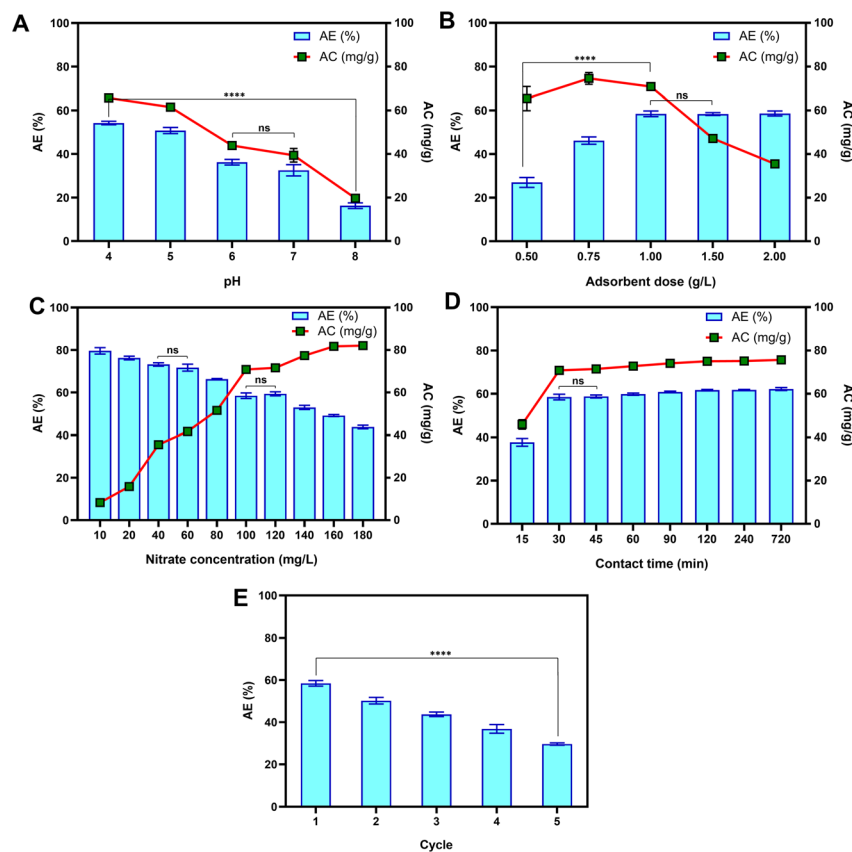 A
AE (%)
AC (mg/g)
100
80
60
40
20
0
AE (%)
100
80
60
40
20
0
AC (mg/g)
****
ns
4 5 6 7 8
pH
B
AE (%)
AC (mg/g)
100
80
60
40
20
0
AE (%)
100
80
60
40
20
0
AC (mg/g)
****
ns
0.50 0.75 1.00 1.50 2.00
Adsorbent dose (g/L)
C
AE (%)
AC (mg/g)
100
80
60
40
20
0
AE (%)
100
80
60
40
20
0
AC (mg/g)
ns
ns
10 20 40 60 80 100 120 140 160 180
Nitrate concentration (mg/L)
D
AE (%)
AC (mg/g)
100
80
60
40
20
0
AE (%)
100
80
60
40
20
0
AC (mg/g)
ns
15 30 45 60 90 120 240 720
Contact time (min)
E
100
80
60
40
20
0
AE (%)
****
1 2 3 4 5
Cycle